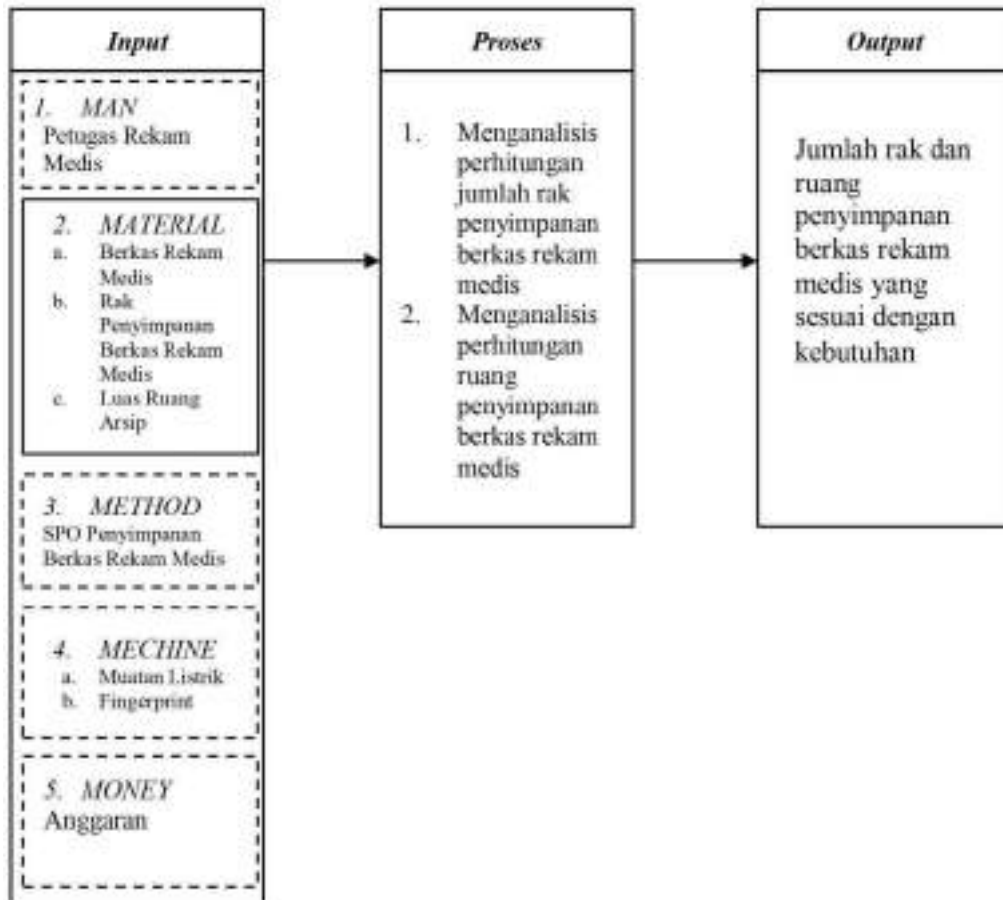 Input
1. MAN
Petugas Rekam
Medis
2. MATERIAL
a. Berkas Rekam
Medis
b. Rak
Penyimpanan
Berkas Rekam
Medis
c. Luas Ruang
Arsip
3. METHOD
SPO Penyimpanan
Berkas Rekam Medis
4. MECHINE
a. Muatan Listrik
b. Fingerprint
5. MONEY
Anggaran
Proses
1. Menganalisis
perhitungan
jumlah rak
penyimpanan
berkas rekam
medis
2. Menganalisis
perhitungan
ruang
penyimpanan
berkas rekam
medis
Output
Jumlah rak dan
ruang
penyimpanan
berkas rekam
medis yang
sesuai dengan
kebutuhan